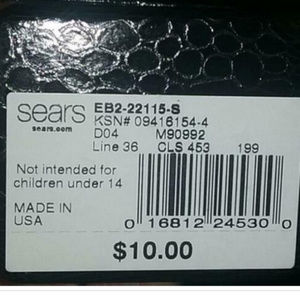 sears
sears.com
EB2-22115-S
KSN# 09416154-4
D04 M90992
Line 36 CLS 453 199
Not intended for
children under 14
MADE IN
USA
0 16812 24530 0
$10.00